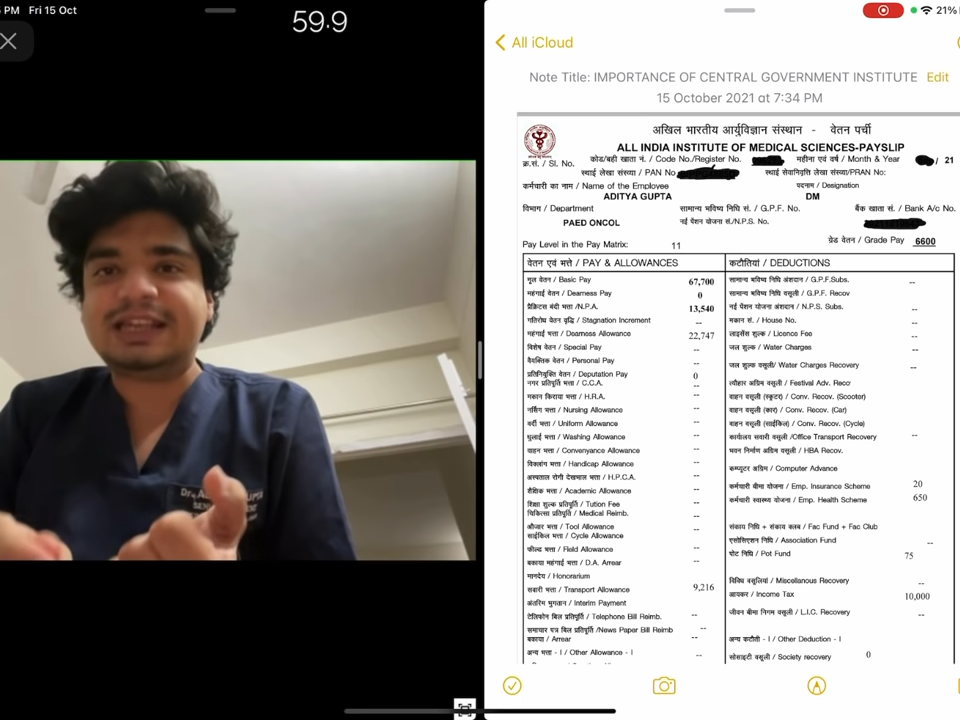 PM Fri 15 Oct
59.9
21%
All iCloud
Note Title: IMPORTANCE OF CENTRAL GOVERNMENT INSTITUTE Edit
15 October 2021 at 7:34 PM
अखिल भारतीय आर्युविज्ञान संस्थान - वेतन पर्ची
ALL INDIA INSTITUTE OF MEDICAL SCIENCES-PAYSLIP
क्र.सं. / Sl. No. कोड/बही खाता नं. / Code No./Register No. महीना एवं वर्ष / Month & Year / 21
स्थाई लेखा संख्या / PAN No स्थाई सेवानिवृति लेखा संख्या/PRAN No:
कर्मचारी का नाम / Name of the Employee पदनाम / Designation
ADITYA GUPTA DM
विभाग / Department सामान्य भविष्य निधि सं. / G.P.F. No. बैंक खाता सं. / Bank A/c No.
PAED ONCOL नई पेंशन योजना सं./N.P.S. No.
Pay Level in the Pay Matrix: 11 ग्रेड वेतन / Grade Pay 6600
वेतन एवं भत्ते / PAY & ALLOWANCES
मूल वेतन / Basic Pay 67,700
महंगाई वेतन / Dearness Pay 0
प्रैक्टिस बंदी भत्ता /N.P.A. 13,540
गतिरोध वेतन वृद्धि / Stagnation Increment --
महंगाई भत्ता / Dearness Allowance 22,747
विशेष वेतन / Special Pay --
वैयक्तिक वेतन / Personal Pay --
प्रतिनियुक्ति वेतन / Deputation Pay 0
नगर प्रतिपूर्ति भत्ता / C.C.A. --
मकान किराया भत्ता / H.R.A. --
नर्सिंग भत्ता / Nursing Allowance --
वर्दी भत्ता / Uniform Allowance --
धुलाई भत्ता / Washing Allowance --
वाहन भत्ता / Convenyance Allowance --
विकलांग भत्ता / Handicap Allowance --
अस्पताल रोगी देखभाल भत्ता / H.P.C.A. --
शैक्षिक भत्ता / Academic Allowance --
शिक्षा शुल्क प्रतिपूर्ति / Tution Fee --
चिकित्सा प्रतिपूर्ति / Medical Reimb. --
औजार भत्ता / Tool Allowance --
साईकिल भत्ता / Cycle Allowance
फील्ड भत्ता / Field Allowance --
बकाया महंगाई भत्ता / D.A. Arrear --
मानदेय / Honorarium
सवारी भत्ता / Transport Allowance 9,216
अंतरिम भुगतान / Interim Payment
टेलिफोन बिल प्रतिपूर्ति / Telephone Bill Reimb. --
समाचार पत्र बिल प्रतिपूर्ति /News Paper Bill Reimb --
बकाया / Arrear --
अन्य भत्ता - I / Other Allowance - I --
कटौतियां / DEDUCTIONS
सामान्य भविष्य निधि अंशदान / G.P.F.Subs. --
सामान्य भविष्य निधि वसूली / G.P.F. Recov
नई पेंशन योजना अंशदान / N.P.S. Subs. --
मकान सं. / House No. --
लाइसेंस शुल्क / Licence Fee --
जल शुल्क / Water Charges --
जल शुल्क वसूली/ Water Charges Recovery --
त्यौहार अग्रिम वसूली / Festival Adv. Reco
वाहन वसूली (स्कूटर) / Conv. Recov. (Scooter)
वाहन वसूली (कार) / Conv. Recov. (Car)
वाहन वसूली (साईकिल) / Conv. Recov. (Cycle)
कार्यालय सवारी वसूली /Office Transport Recovery --
भवन निर्माण अग्रिम वसूली / HBA Recov.
कम्प्यूटर अग्रिम / Computer Advance
कर्मचारी बीमा योजना / Emp. Insurance Scheme 20
कर्मचारी स्वास्थ्य योजना / Emp. Health Scheme 650
संकाय निधि + संकाय क्लब / Fac Fund + Fac Club
एसोसिएशन निधि / Association Fund --
पोट निधि / Pot Fund 75
विविध वसूलियां / Miscllanous Recovery --
आयकर / Income Tax 10,000
जीवन बीमा निगम वसूली / L.I.C. Recovery --
अन्य कटौती - I / Other Deduction - I
सोसाइटी वसूली / Society recovery 0